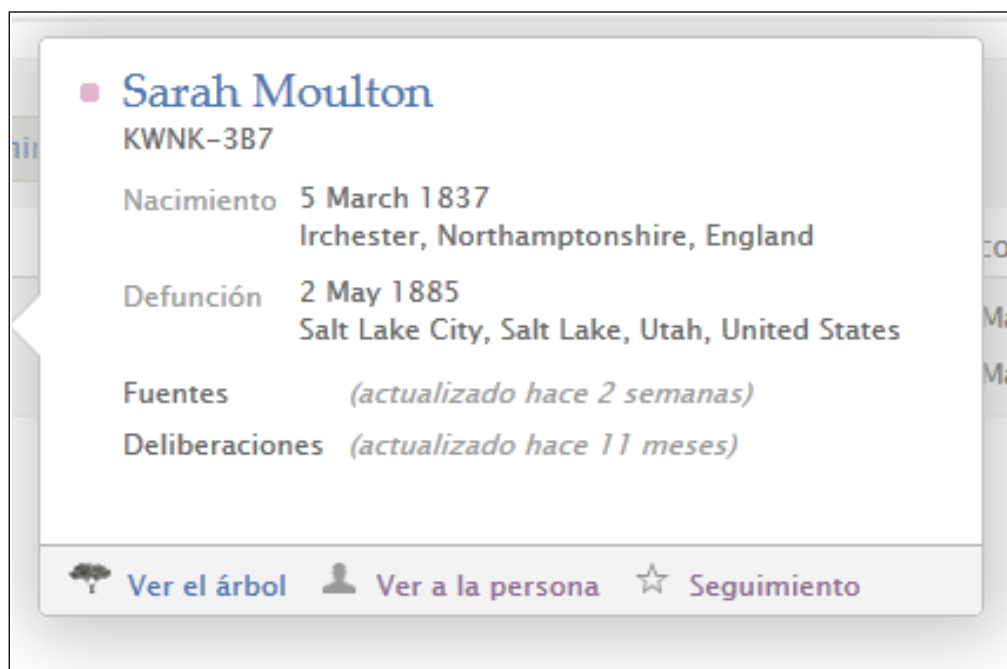 Sarah Moulton
KWNK-3B7
Nacimiento 5 March 1837
Irchester, Northamptonshire, England
Defunción 2 May 1885
Salt Lake City, Salt Lake, Utah, United States
Fuentes (actualizado hace 2 semanas)
Deliberaciones (actualizado hace 11 meses)
Ver el árbol Ver a la persona Seguimiento